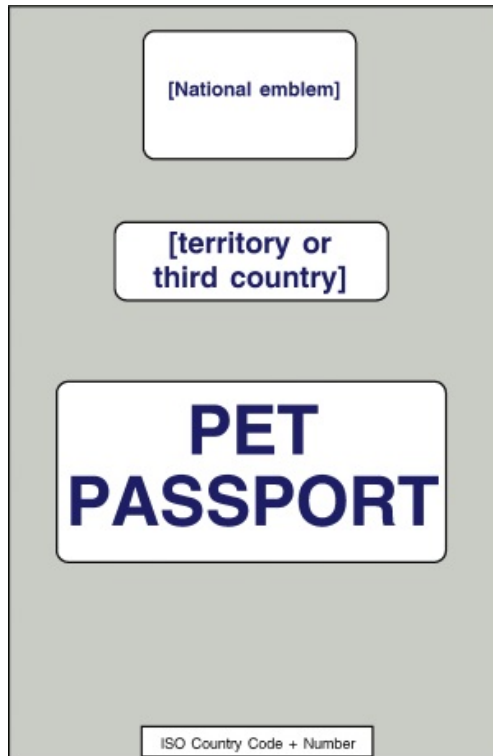 [National emblem]
[territory or
third country]
PET
PASSPORT
ISO Country Code + Number